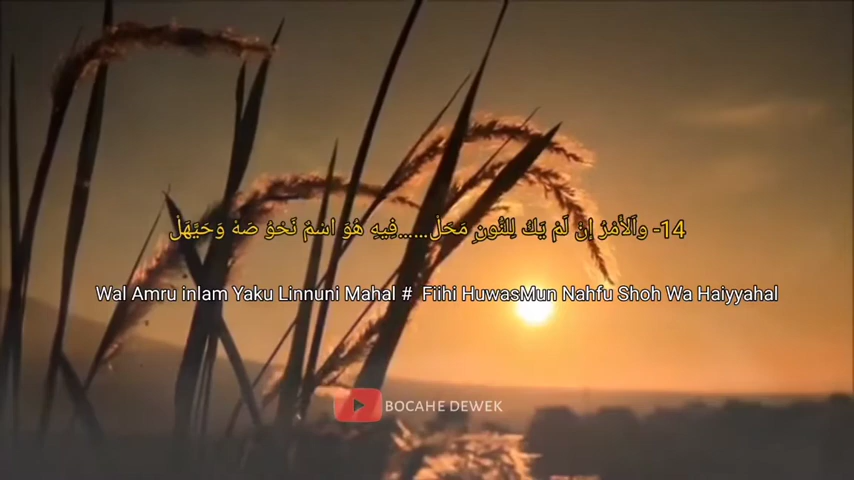 14- والَأَمْرُ إِنْ لَمْ يَكُ لِلنُّونِ مَحَلْ......فِيهِ هُوَ اسْمٌ نَحْوُ صَهْ وَحَيَّهَلْ
Wal Amru inlam Yaku Linnuni Mahal # Fiihi HuwasMun Nahfu Shoh Wa Haiyyahal
BOCAHE DEWEK